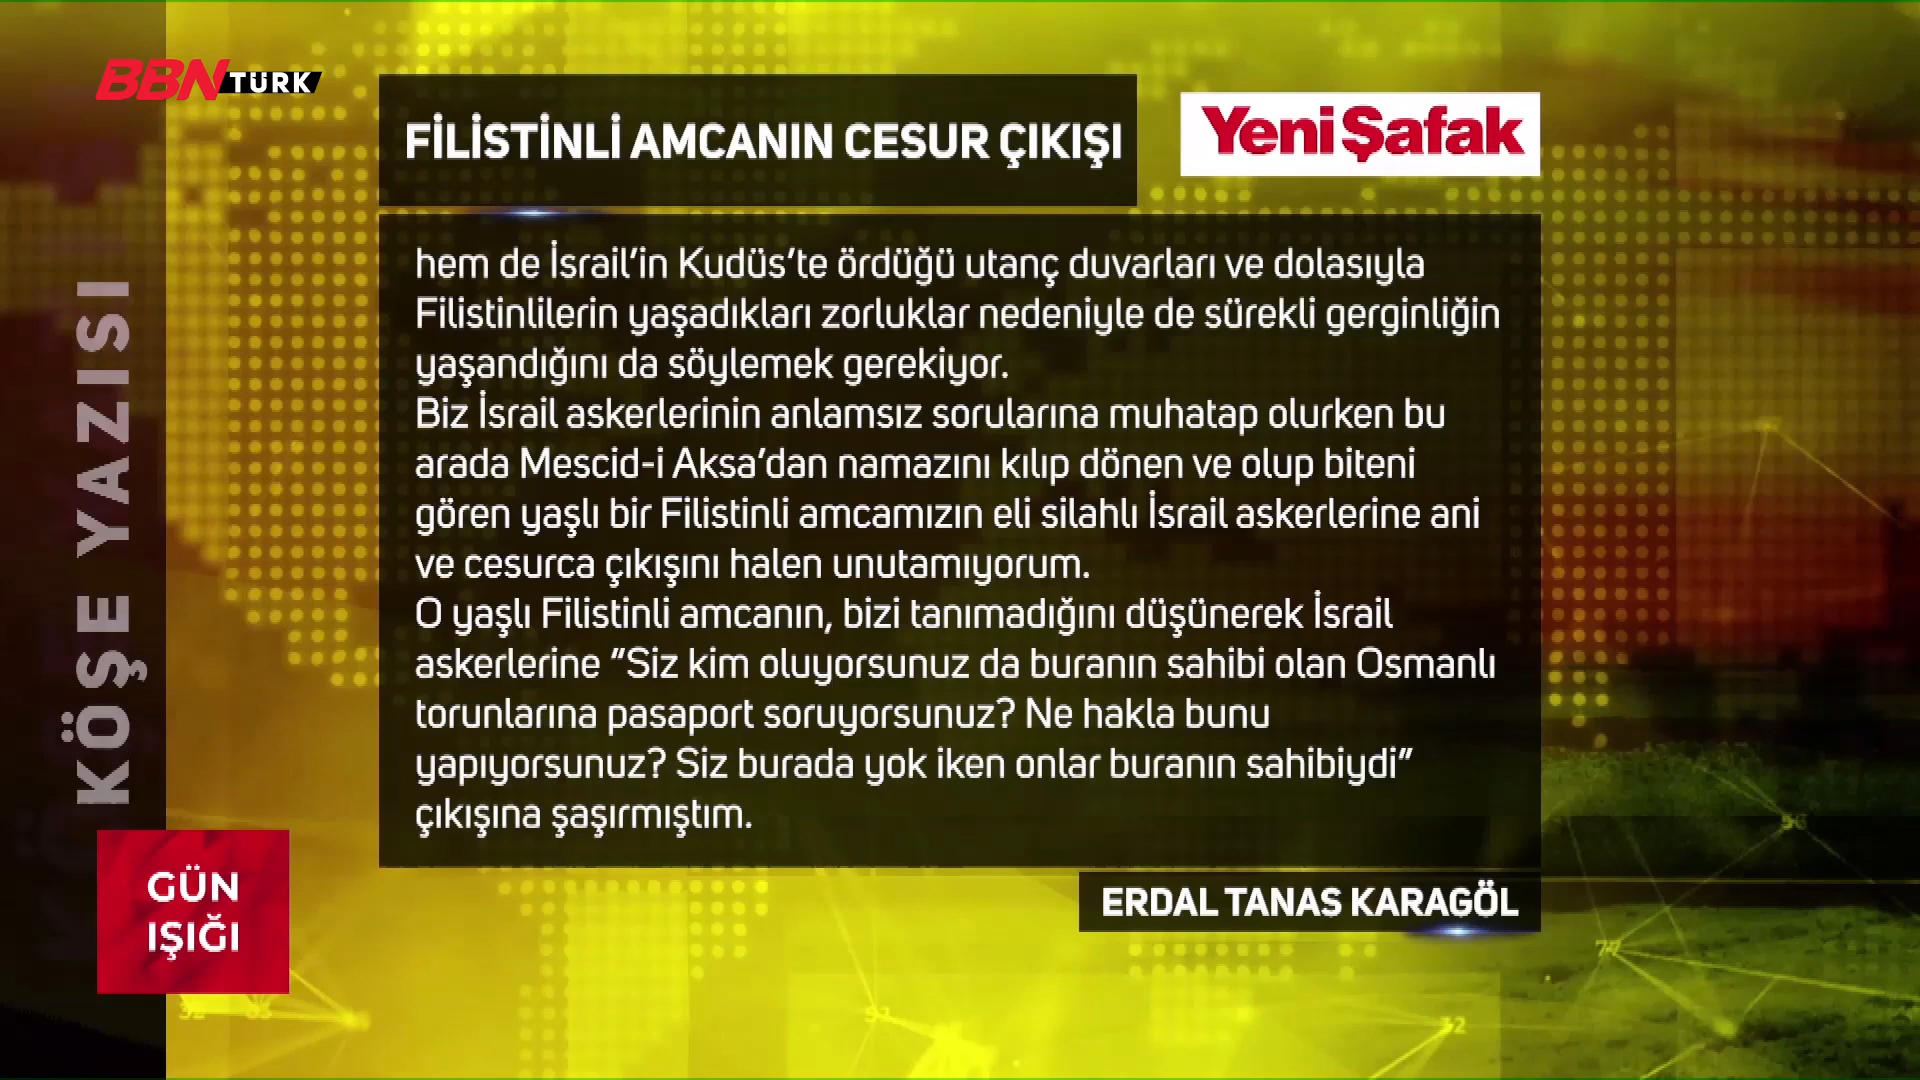 BBN TÜRK
FİLİSTİNLİ AMCANIN CESUR ÇIKIŞI
Yeni Şafak
hem de İsrail’in Kudüs’te ördüğü utanç duvarları ve dolasıyla
Filistinlilerin yaşadıkları zorluklar nedeniyle de sürekli gerginliğin
yaşandığını da söylemek gerekiyor.
Biz İsrail askerlerinin anlamsız sorularına muhatap olurken bu
arada Mescid-i Aksa’dan namazını kılıp dönen ve olup biteni
gören yaşlı bir Filistinli amcamızın eli silahlı İsrail askerlerine ani
ve cesurca çıkışını halen unutamıyorum.
O yaşlı Filistinli amcanın, bizi tanımadığını düşünerek İsrail
askerlerine “Siz kim oluyorsunuz da buranın sahibi olan Osmanlı
torunlarına pasaport soruyorsunuz? Ne hakla bunu
yapıyorsunuz? Siz burada yok iken onlar buranın sahibiydi”
çıkışına şaşırmıştım.
ERDAL TANAS KARAGÖL
KÖŞE YAZISI
GÜN
IŞIĞI
77
32